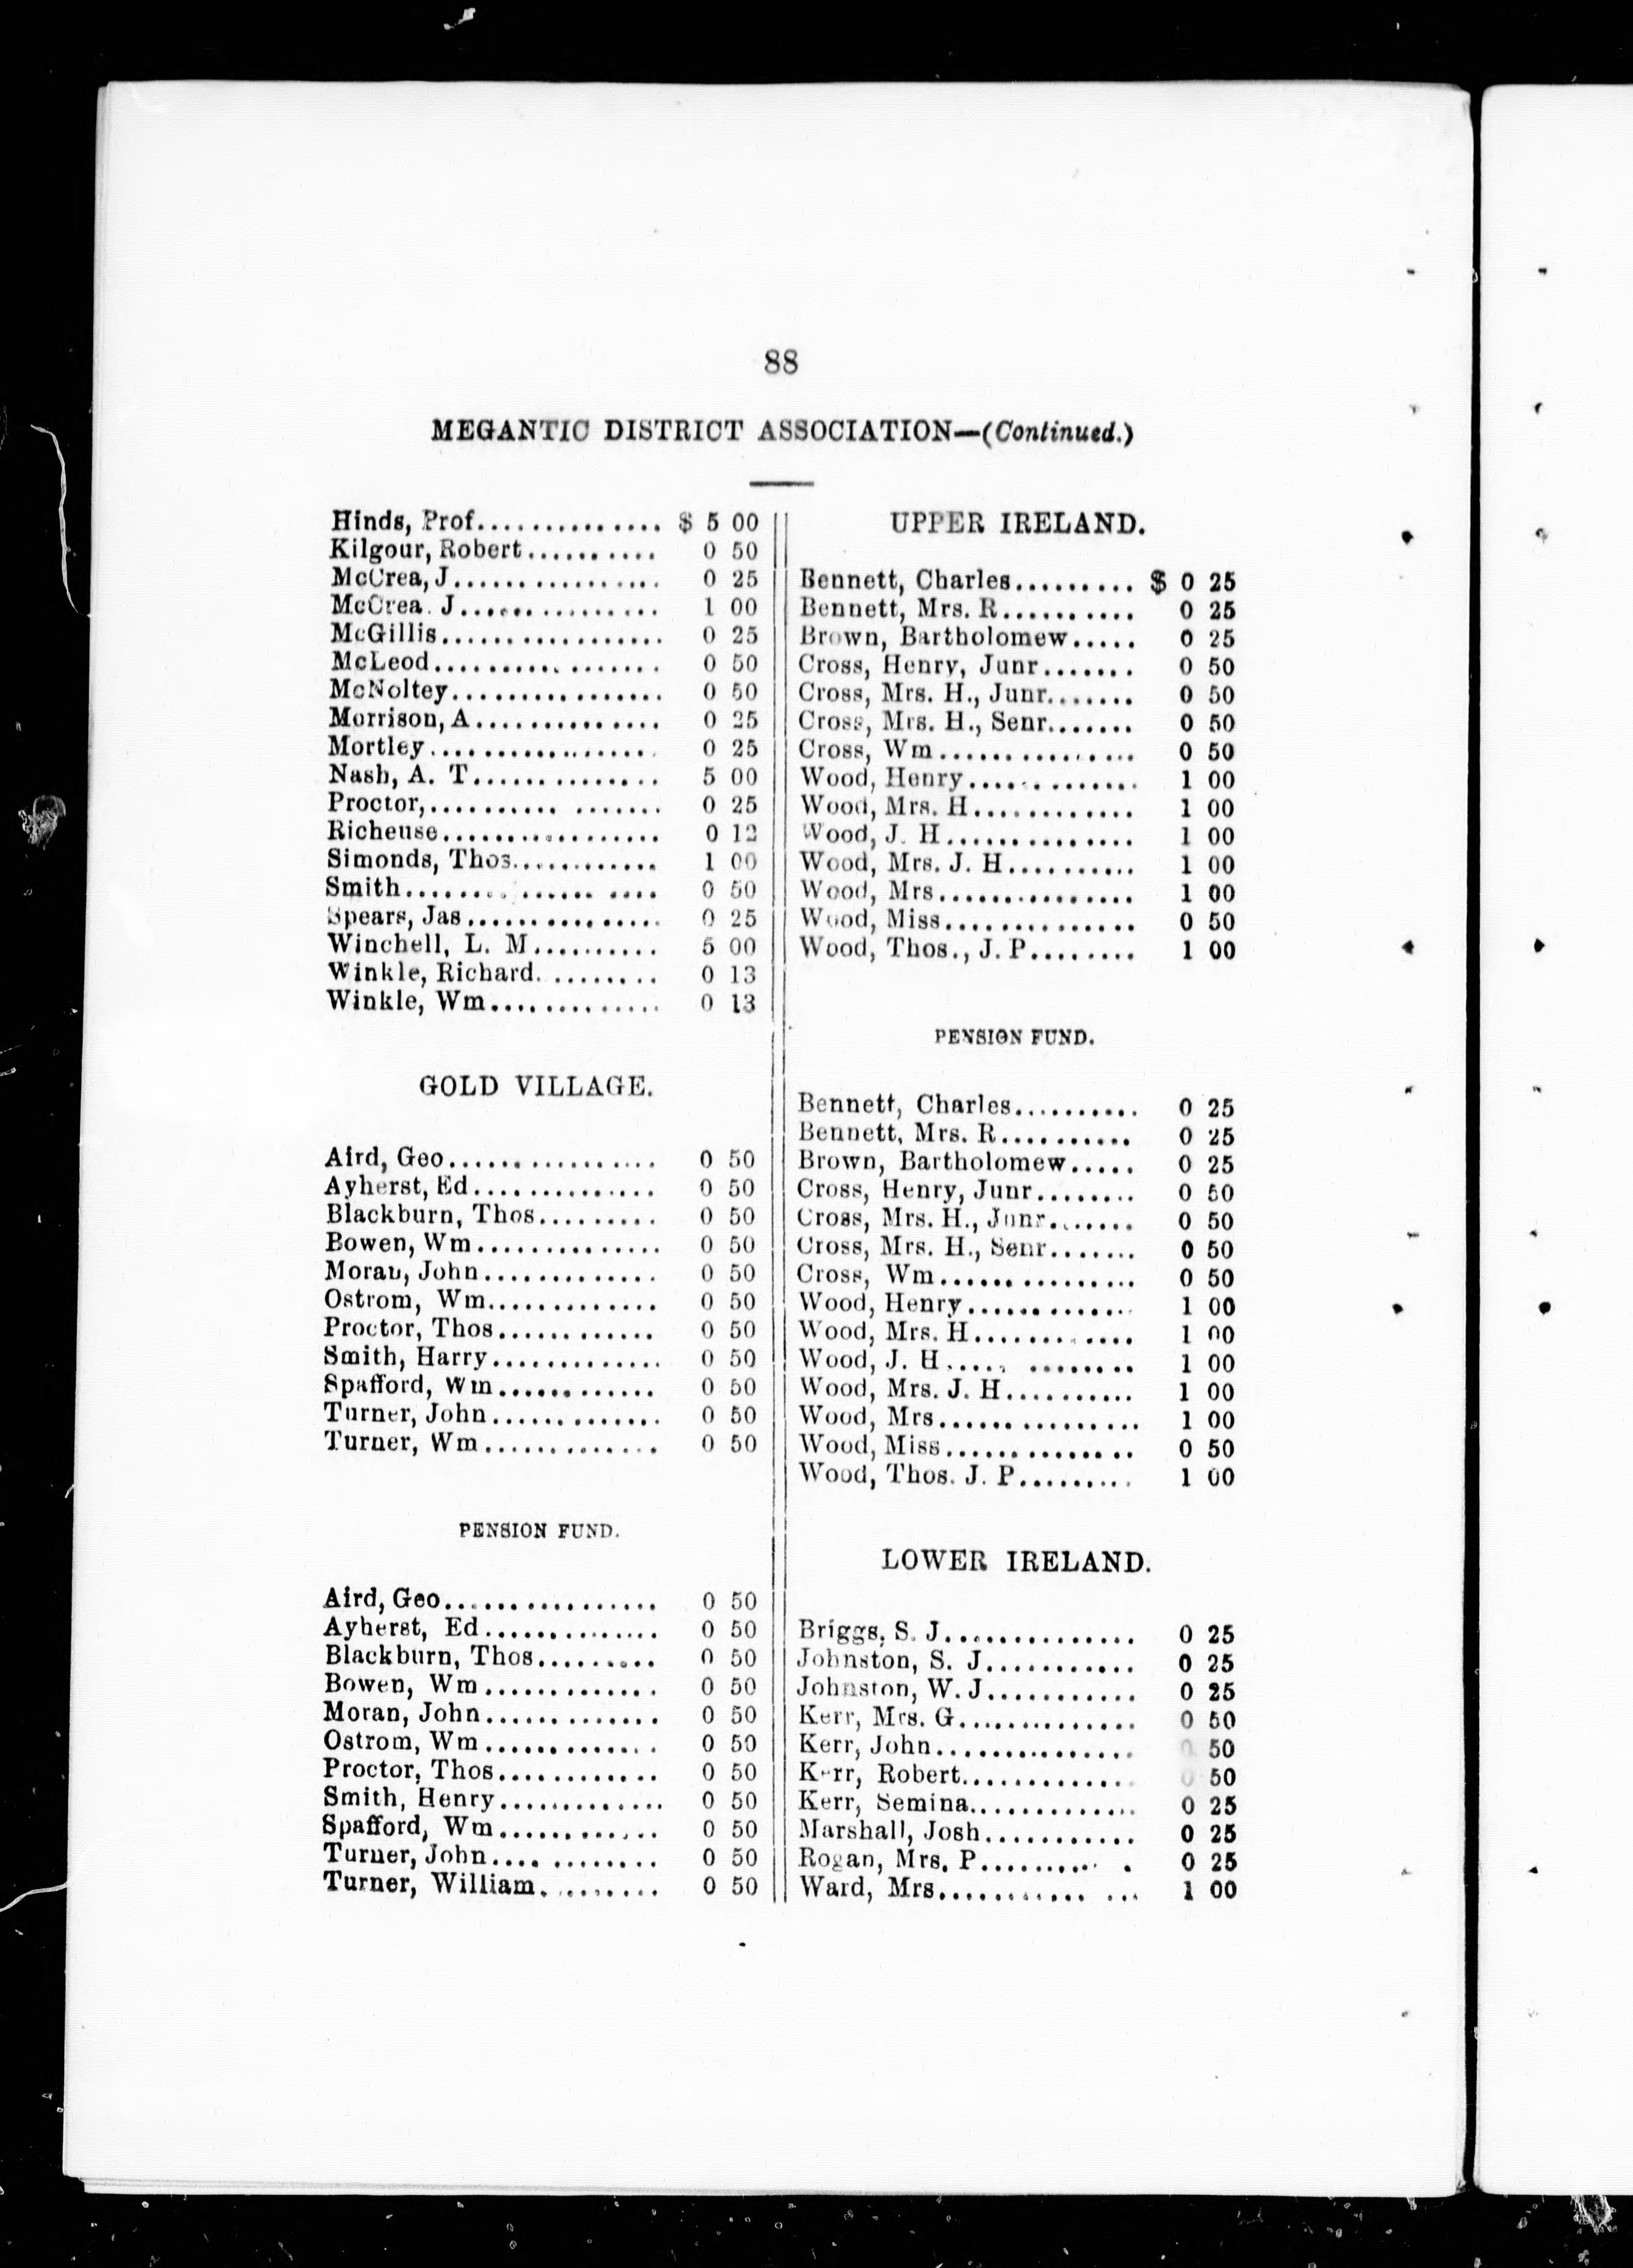 88
MEGANTIC DISTRICT ASSOCIATION—(Continued.)
Hinds, Prof.............. $ 5 00
Kilgour, Robert.......... 0 50
McCrea, J................ 0 25
McCrea. J................ 1 00
McGillis................. 0 25
McLeod................... 0 50
McNoltey................. 0 50
Morrison, A.............. 0 25
Mortley.................. 0 25
Nash, A. T............... 5 00
Proctor,................. 0 25
Richeuse................. 0 12
Simonds, Thos............ 1 00
Smith.................... 0 50
Spears, Jas.............. 0 25
Winchell, L. M........... 5 00
Winkle, Richard.......... 0 13
Winkle, Wm............... 0 13
GOLD VILLAGE.
Aird, Geo................ 0 50
Ayherst, Ed.............. 0 50
Blackburn, Thos.......... 0 50
Bowen, Wm................ 0 50
Moran, John.............. 0 50
Ostrom, Wm............... 0 50
Proctor, Thos............ 0 50
Smith, Harry............. 0 50
Spafford, Wm............. 0 50
Turner, John............. 0 50
Turner, Wm............... 0 50
PENSION FUND.
Aird, Geo................ 0 50
Ayherst, Ed.............. 0 50
Blackburn, Thos.......... 0 50
Bowen, Wm................ 0 50
Moran, John.............. 0 50
Ostrom, Wm............... 0 50
Proctor, Thos............ 0 50
Smith, Henry............. 0 50
Spafford, Wm............. 0 50
Turner, John............. 0 50
Turner, William.......... 0 50
UPPER IRELAND.
Bennett, Charles......... $ 0 25
Bennett, Mrs. R.......... 0 25
Brown, Bartholomew..... 0 25
Cross, Henry, Junr....... 0 50
Cross, Mrs. H., Junr....... 0 50
Cross, Mrs. H., Senr....... 0 50
Cross, Wm................ 0 50
Wood, Henry.............. 1 00
Wood, Mrs. H............. 1 00
Wood, J. H............... 1 00
Wood, Mrs. J. H.......... 1 00
Wood, Mrs................ 1 00
Wood, Miss............... 0 50
Wood, Thos., J. P........ 1 00
PENSION FUND.
Bennett, Charles.......... 0 25
Bennett, Mrs. R.......... 0 25
Brown, Bartholomew..... 0 25
Cross, Henry, Junr........ 0 50
Cross, Mrs. H., Junr....... 0 50
Cross, Mrs. H., Senr....... 0 50
Cross, Wm................ 0 50
Wood, Henry............. 1 00
Wood, Mrs. H............ 1 00
Wood, J. H..... ........ 1 00
Wood, Mrs. J. H.......... 1 00
Wood, Mrs................ 1 00
Wood, Miss............... 0 50
Wood, Thos. J. P......... 1 00
LOWER IRELAND.
Briggs, S. J............... 0 25
Johnston, S. J............ 0 25
Johnston, W. J........... 0 25
Kerr, Mrs. G.............. 0 50
Kerr, John................ 0 50
Kerr, Robert.............. 0 50
Kerr, Semina.............. 0 25
Marshall, Josh............ 0 25
Rogan, Mrs. P.......... . 0 25
Ward, Mrs............ ... 1 00